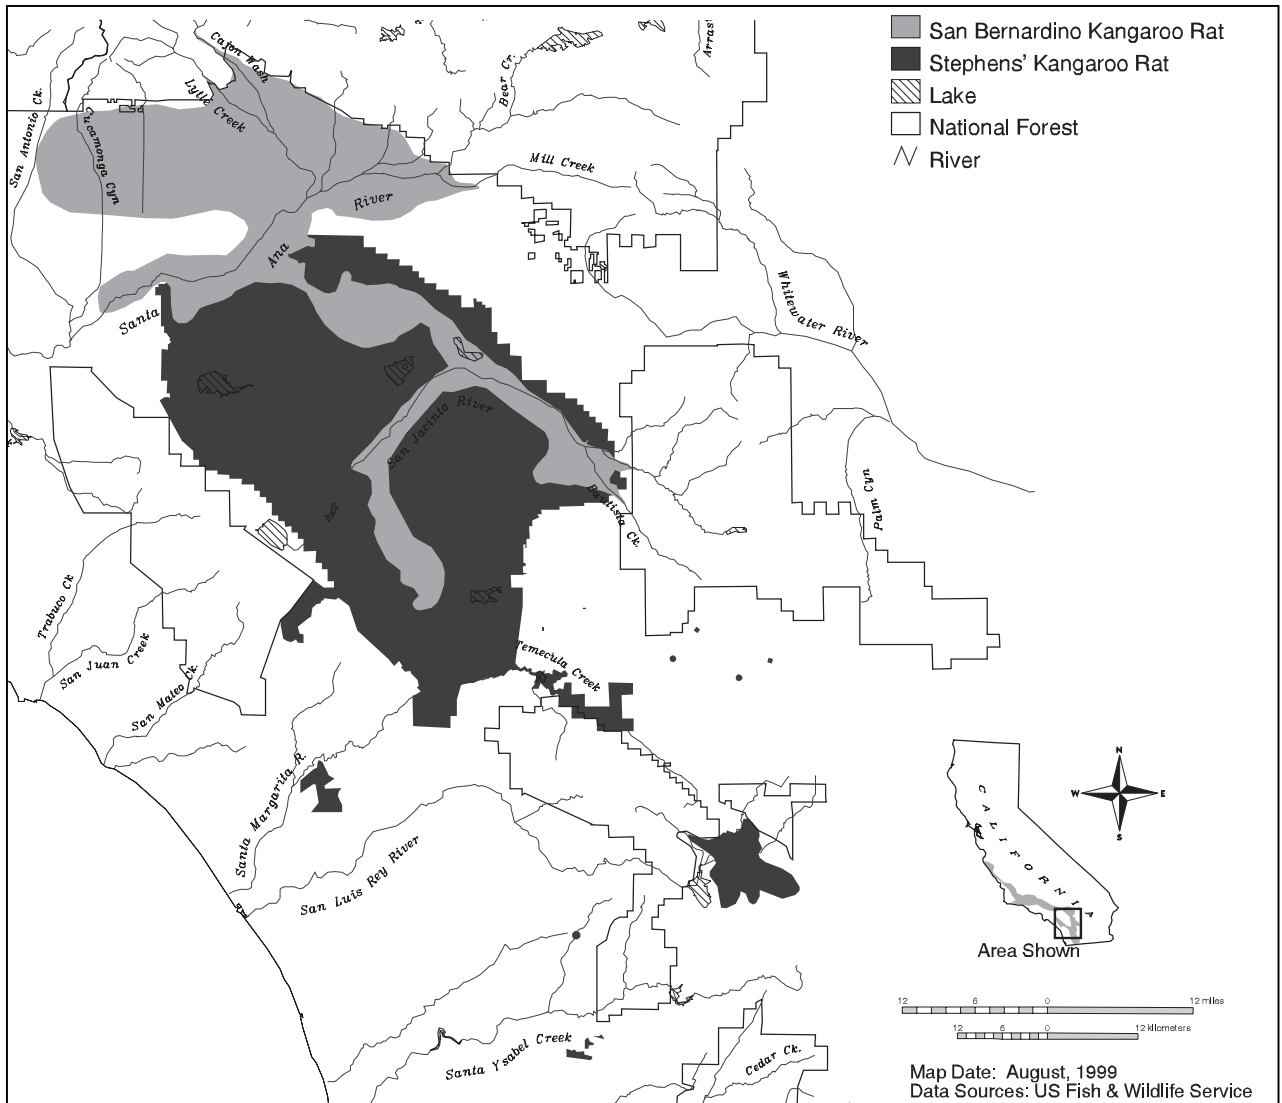 San Bernardino Kangaroo Rat
Stephens' Kangaroo Rat
Lake
National Forest
River
Cajon Wash
Lytle Creek
San Antonio Ck.
Cucamonga Cyn
Bear Cr.
Arras
Mill Creek
River
Ana
Santa
Whitewater River
San Jacinto River
Bautista Ck.
Palm Cyn
Trabuco Ck
San Juan Creek
San Mateo Ck.
Temecula Creek
Santa Margarita R.
San Luis Rey River
Santa Ysabel Creek
Cedar Ck.
CALIFORNIA
N
W
E
S
Area Shown
12 6 0 12 miles
12 6 0 12 kilometers
Map Date: August, 1999
Data Sources: US Fish & Wildlife Service